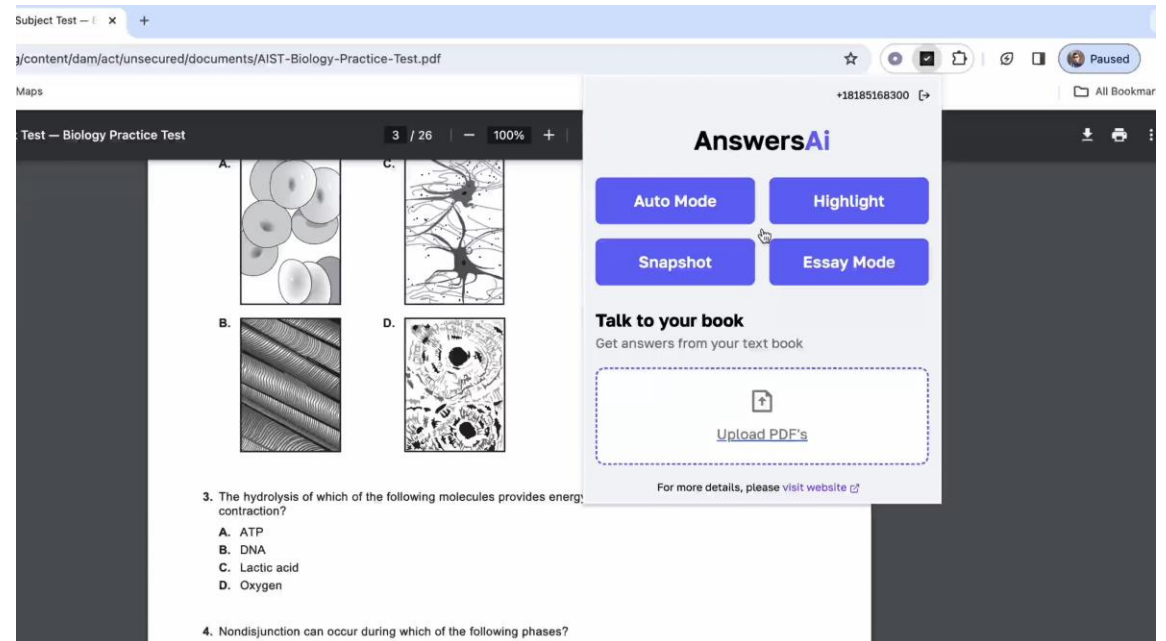 Subject Test —
g/content/dam/act/unsecured/documents/AIST-Biology-Practice-Test.pdf
Paused
Maps
All Bookmar
+18185168300
Test — Biology Practice Test
3 / 26
100%
AnswersAi
Auto Mode
Highlight
Snapshot
Essay Mode
Talk to your book
Get answers from your text book
Upload PDF's
For more details, please visit website
A.
C.
B.
D.
3. The hydrolysis of which of the following molecules provides energy
contraction?
A. ATP
B. DNA
C. Lactic acid
D. Oxygen
4. Nondisjunction can occur during which of the following phases?